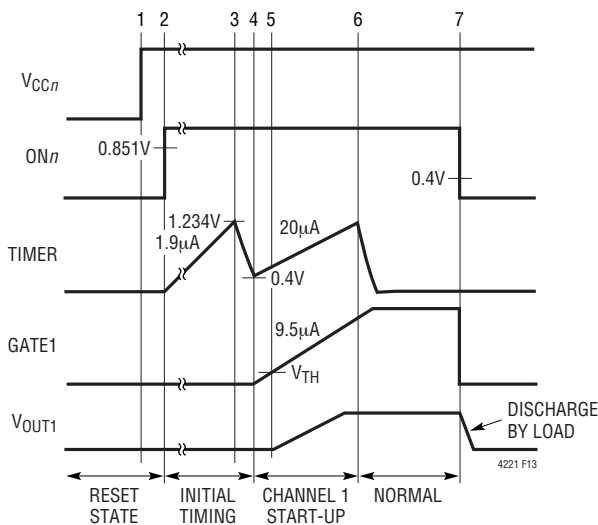 1 2 3 4 5 6 7
VCCn
ONn
0.851V
0.4V
TIMER
1.234V
1.9µA
20µA
0.4V
GATE1
9.5µA
VTH
VOUT1
DISCHARGE
BY LOAD
4221 F13
RESET
STATE
INITIAL
TIMING
CHANNEL 1
START-UP
NORMAL